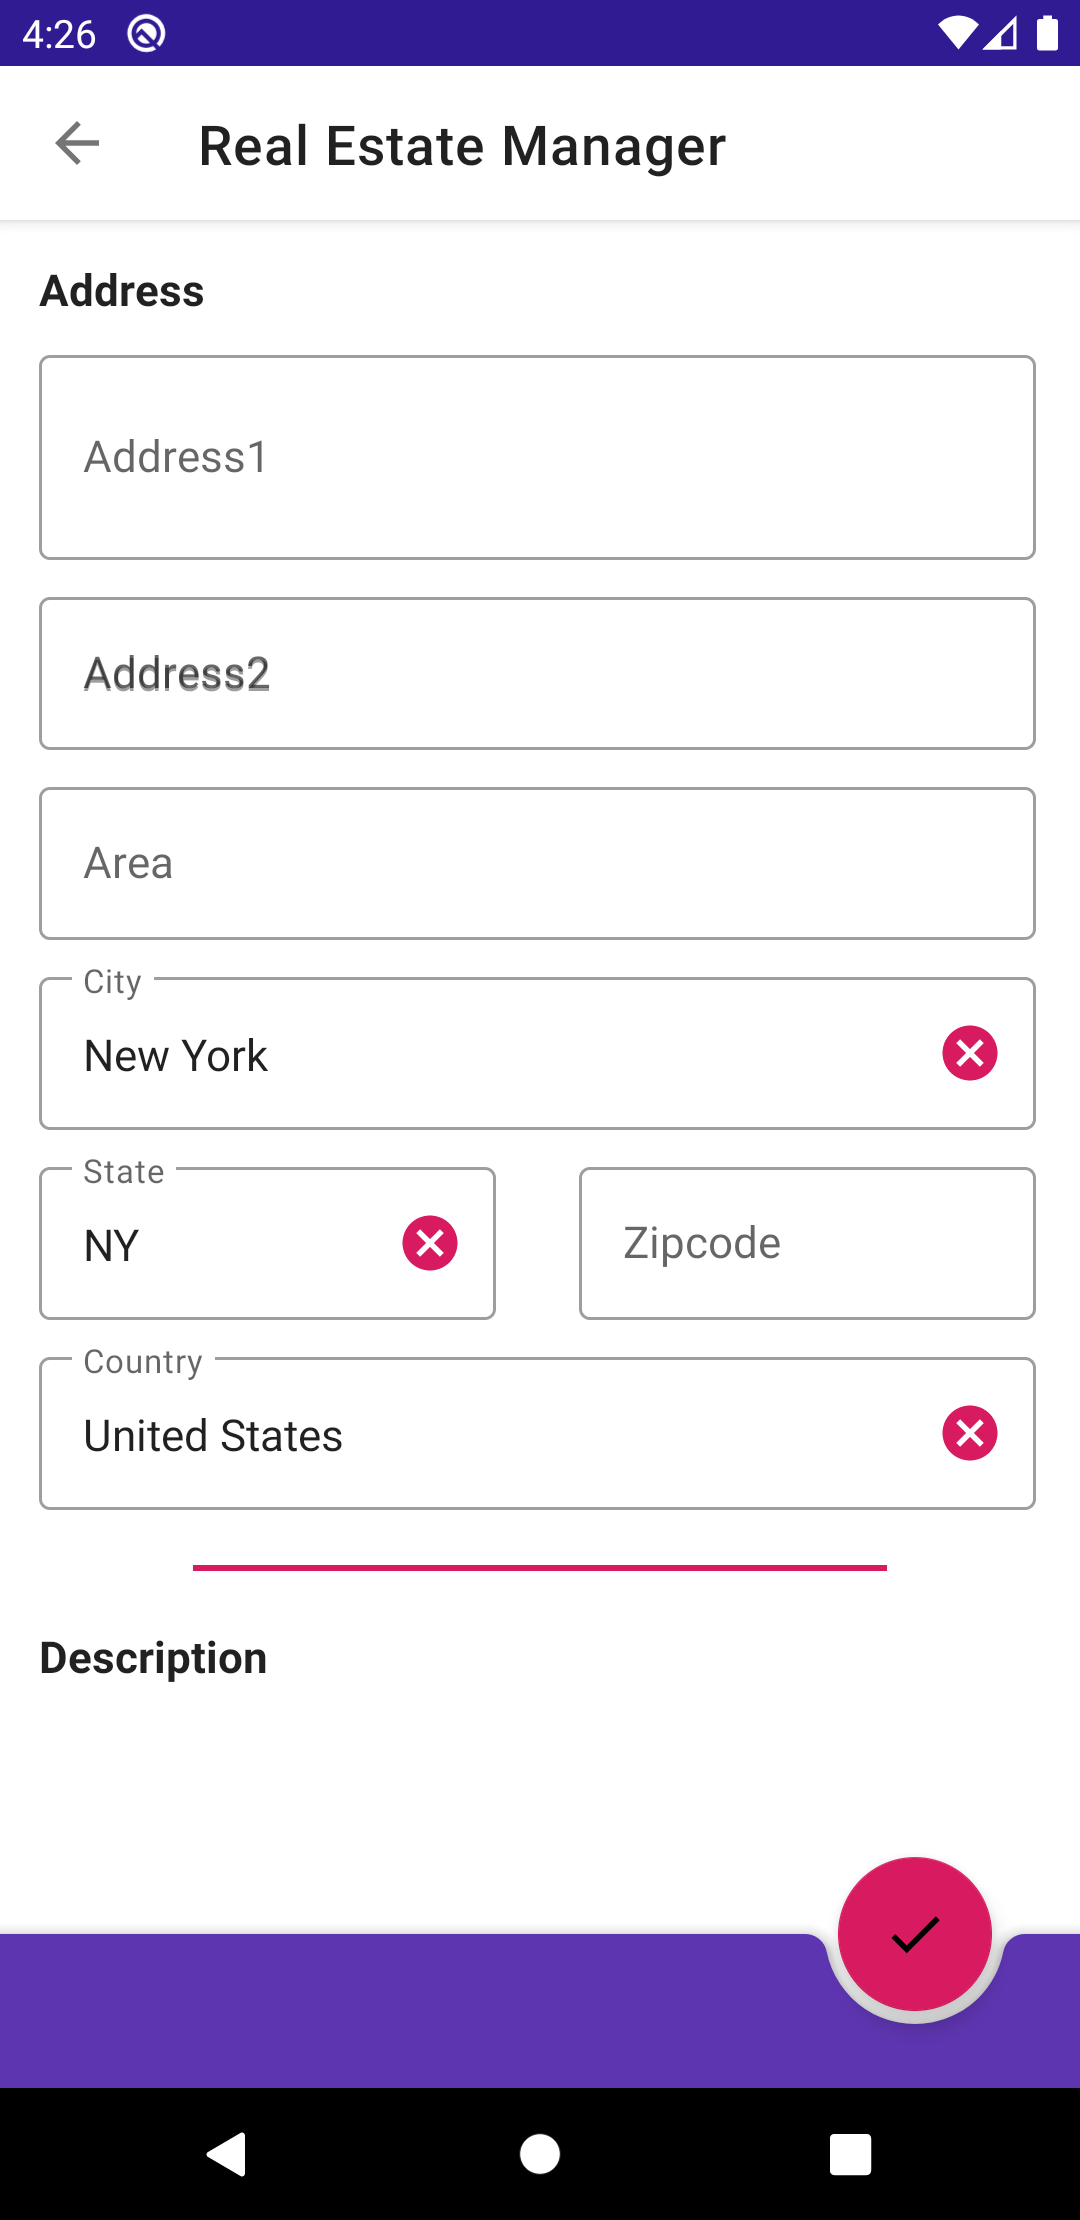 4:26
Real Estate Manager
Address
Address1
Address2
Area
City
New York
State
NY
Zipcode
Country
United States
Description